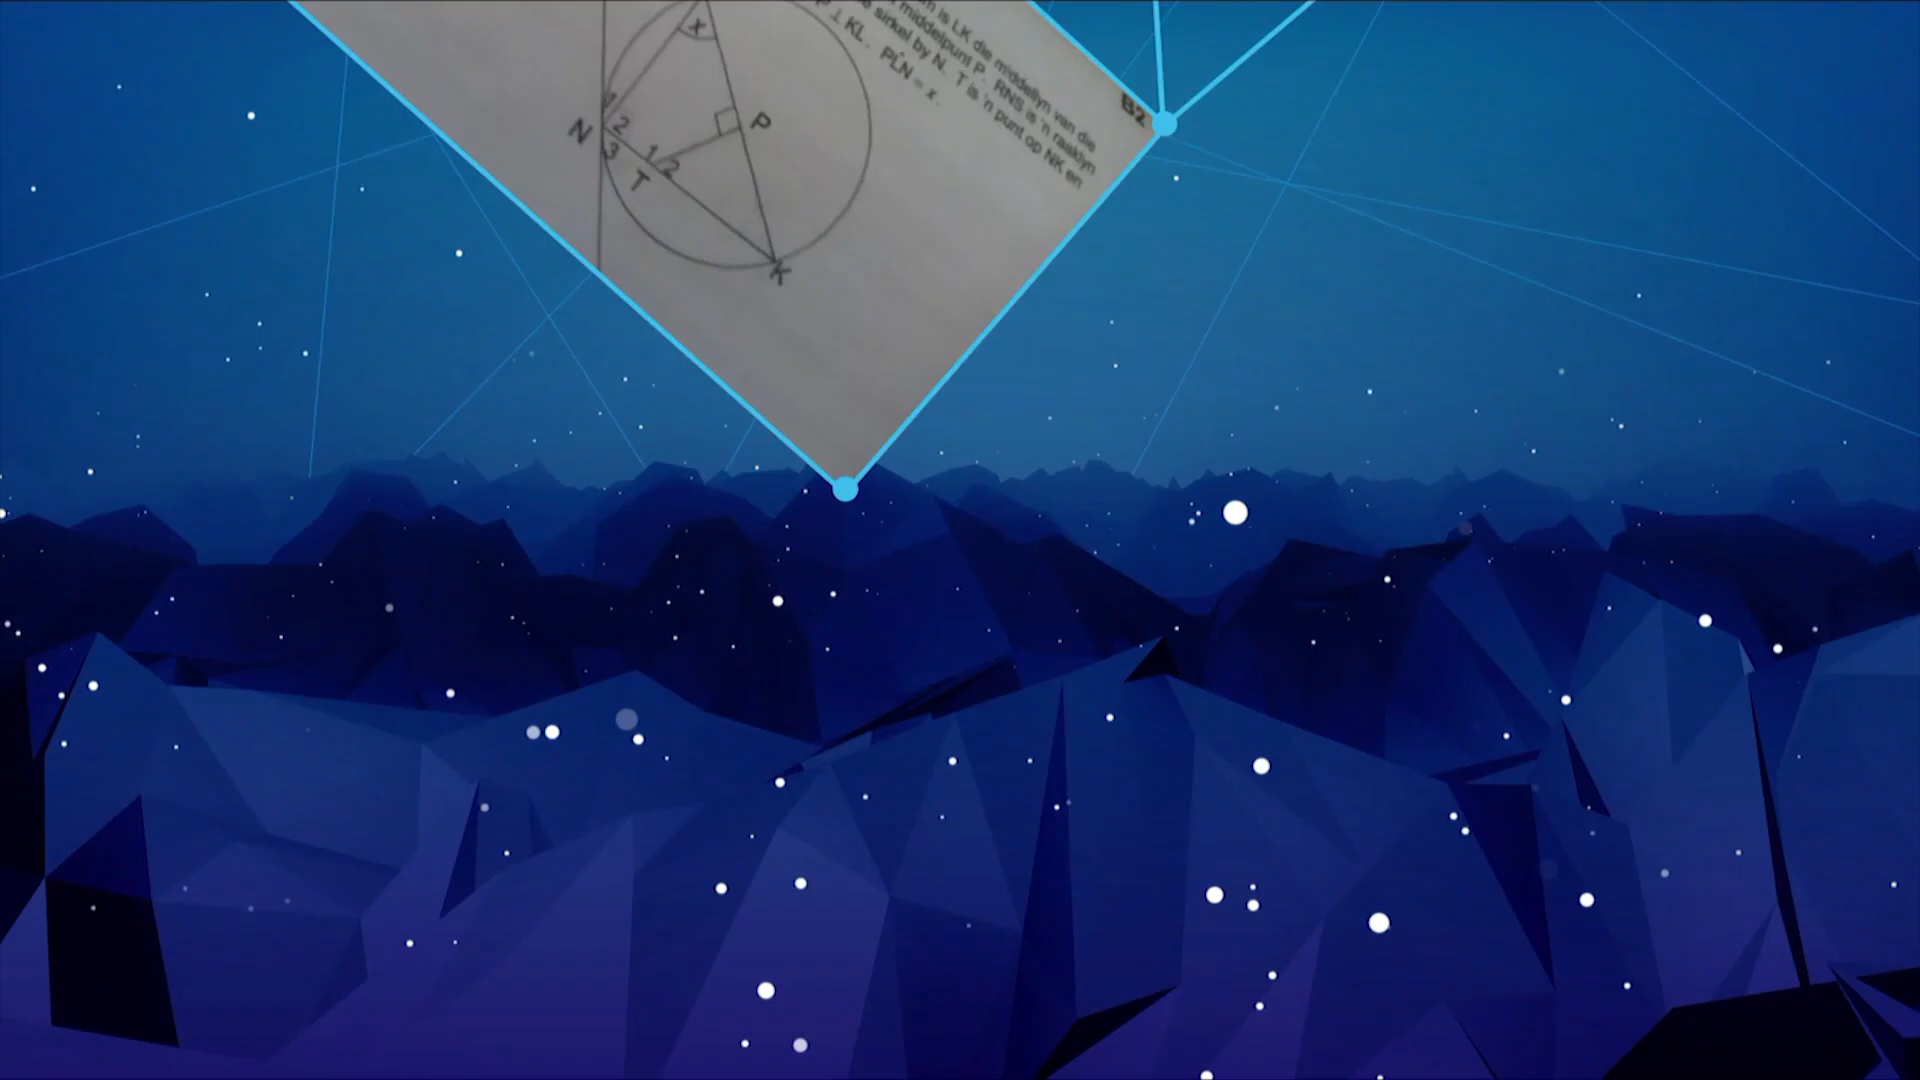 B2
m is LK die middellyn van die
middelpunt P. RNS is 'n raaklyn
sirkel by N. T is 'n punt op NK en
P ⊥ KL. PL̂N = x.
x
1
2
3
N
1
2
T
P
K